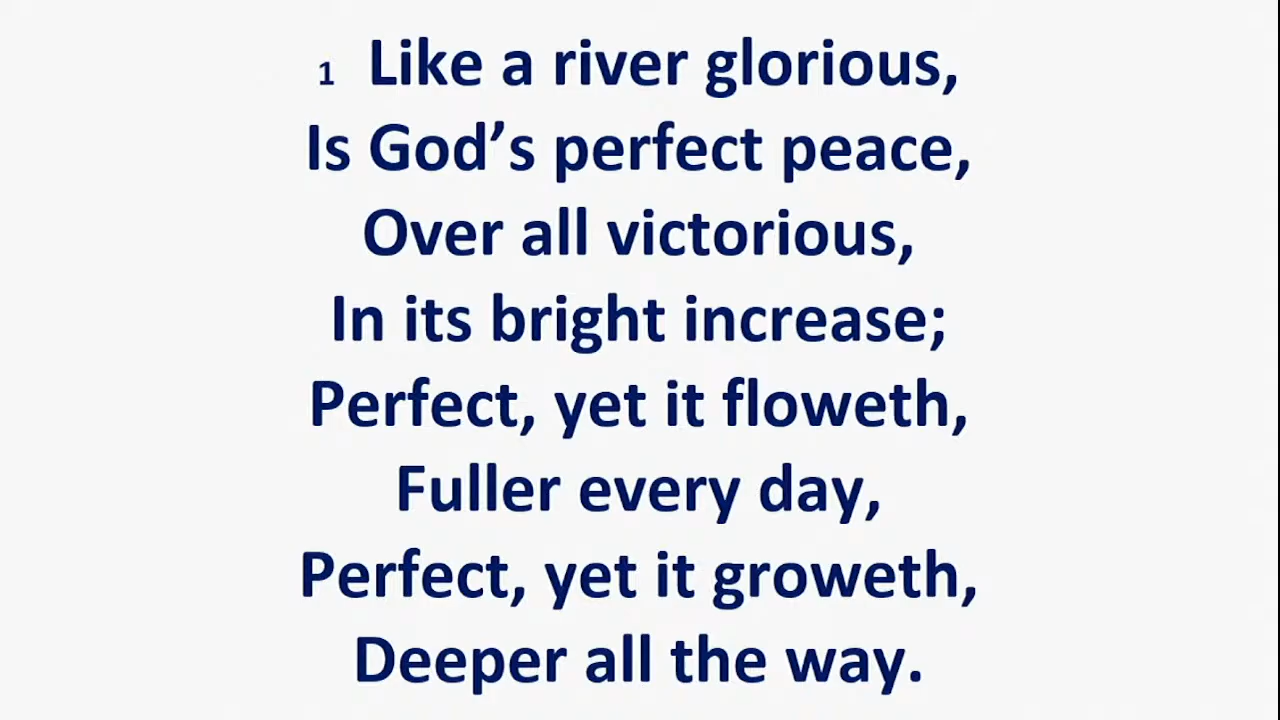 1 Like a river glorious,
Is God’s perfect peace,
Over all victorious,
In its bright increase;
Perfect, yet it floweth,
Fuller every day,
Perfect, yet it groweth,
Deeper all the way.